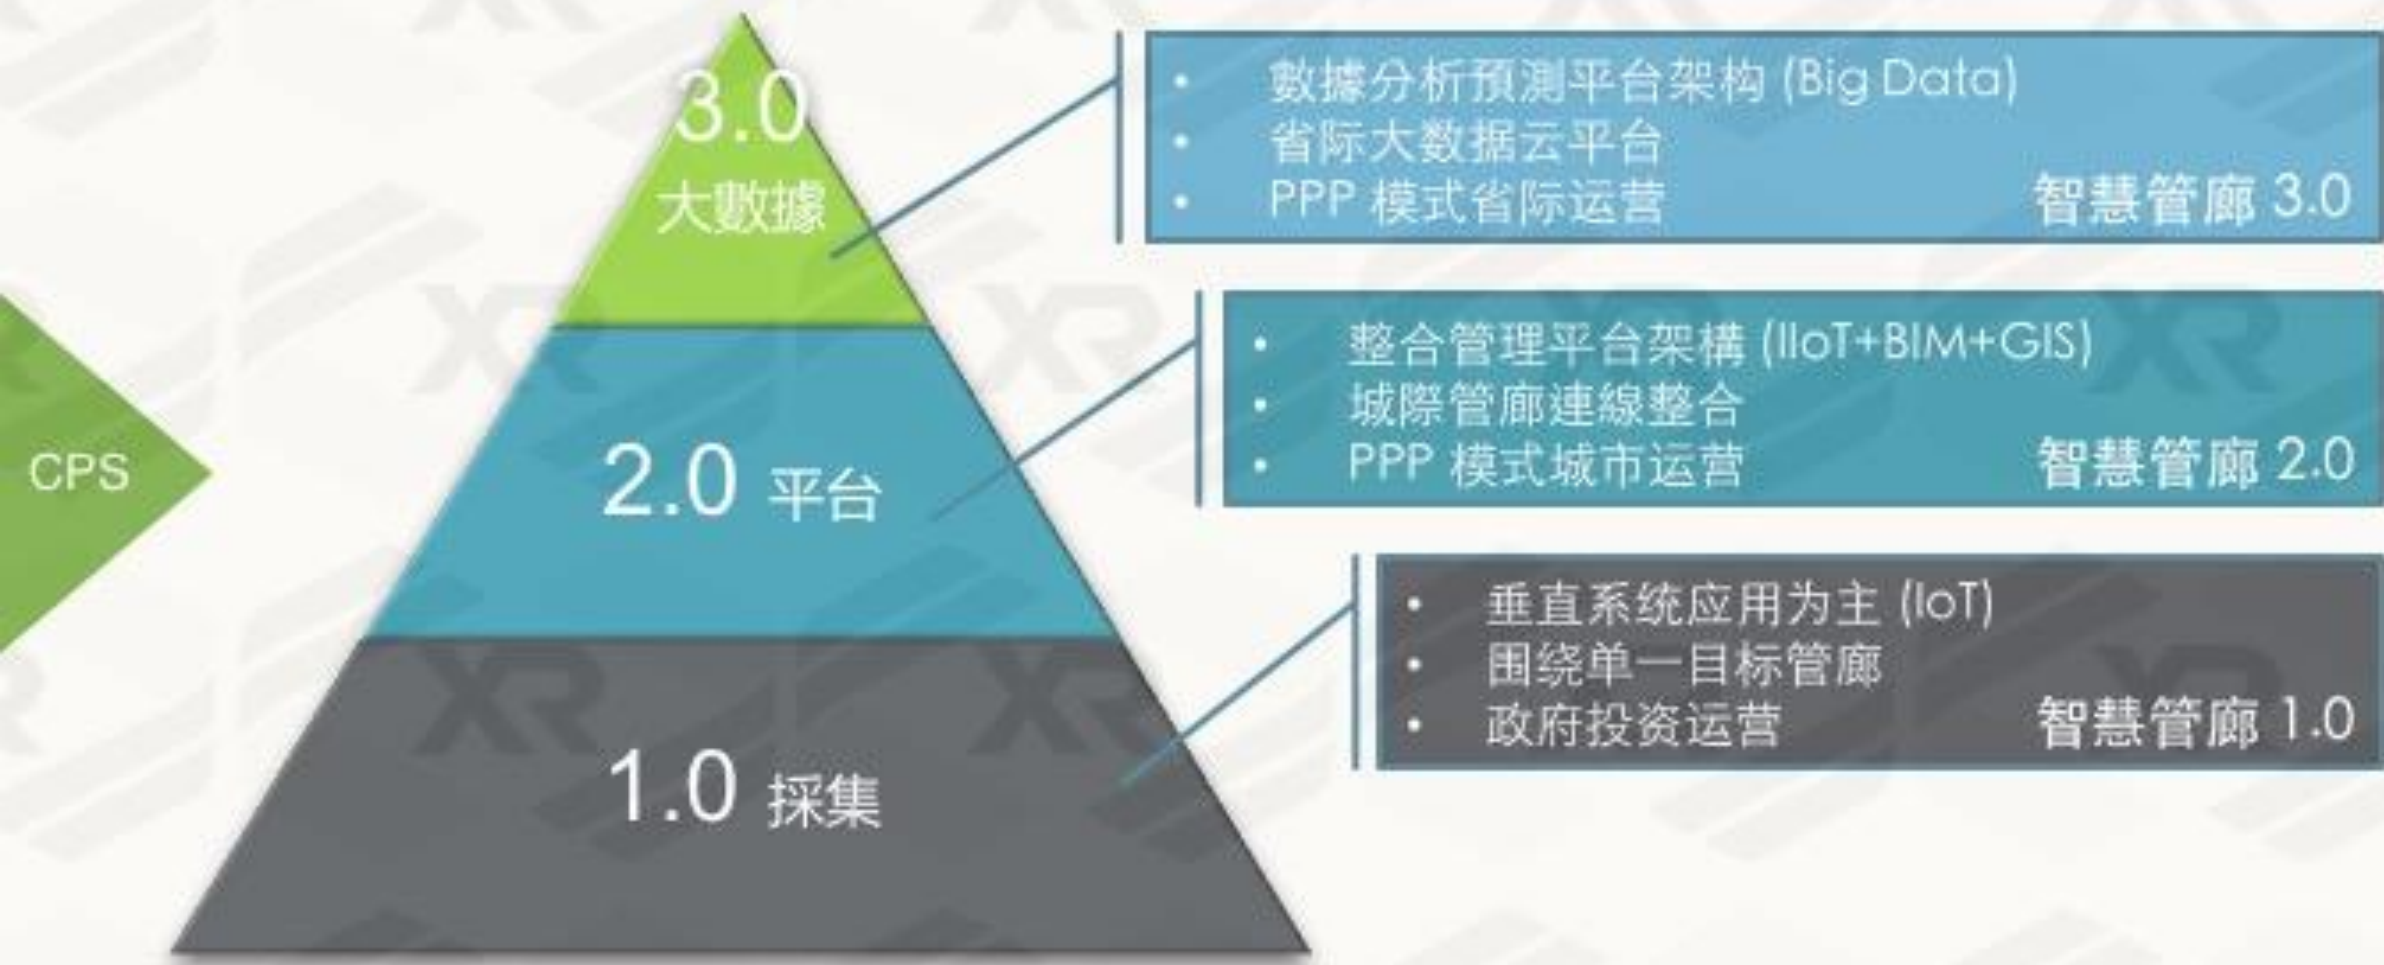 CPS
3.0
大數據
2.0 平台
1.0 採集
• 數據分析預測平台架构 (Big Data)
• 省际大数据云平台
• PPP 模式省际运营
智慧管廊 3.0
• 整合管理平台架構 (IIoT+BIM+GIS)
• 城際管廊連線整合
• PPP 模式城市运营
智慧管廊 2.0
• 垂直系统应用为主 (IoT)
• 围绕单一目标管廊
• 政府投资运营
智慧管廊 1.0